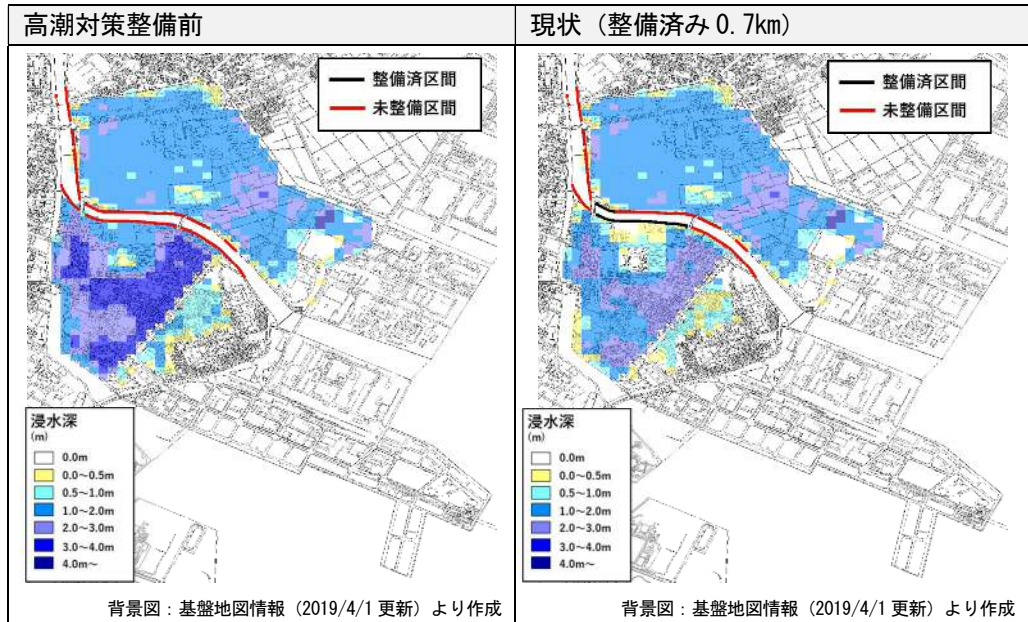 高潮対策整備前
現状（整備済み0.7km）
整備済区間
未整備区間
整備済区間
未整備区間
浸水深
(m)
0.0m
0.0～0.5m
0.5～1.0m
1.0～2.0m
2.0～3.0m
3.0～4.0m
4.0m～
浸水深
(m)
0.0m
0.0～0.5m
0.5～1.0m
1.0～2.0m
2.0～3.0m
3.0～4.0m
4.0m～
背景図：基盤地図情報（2019/4/1更新）より作成
背景図：基盤地図情報（2019/4/1更新）より作成